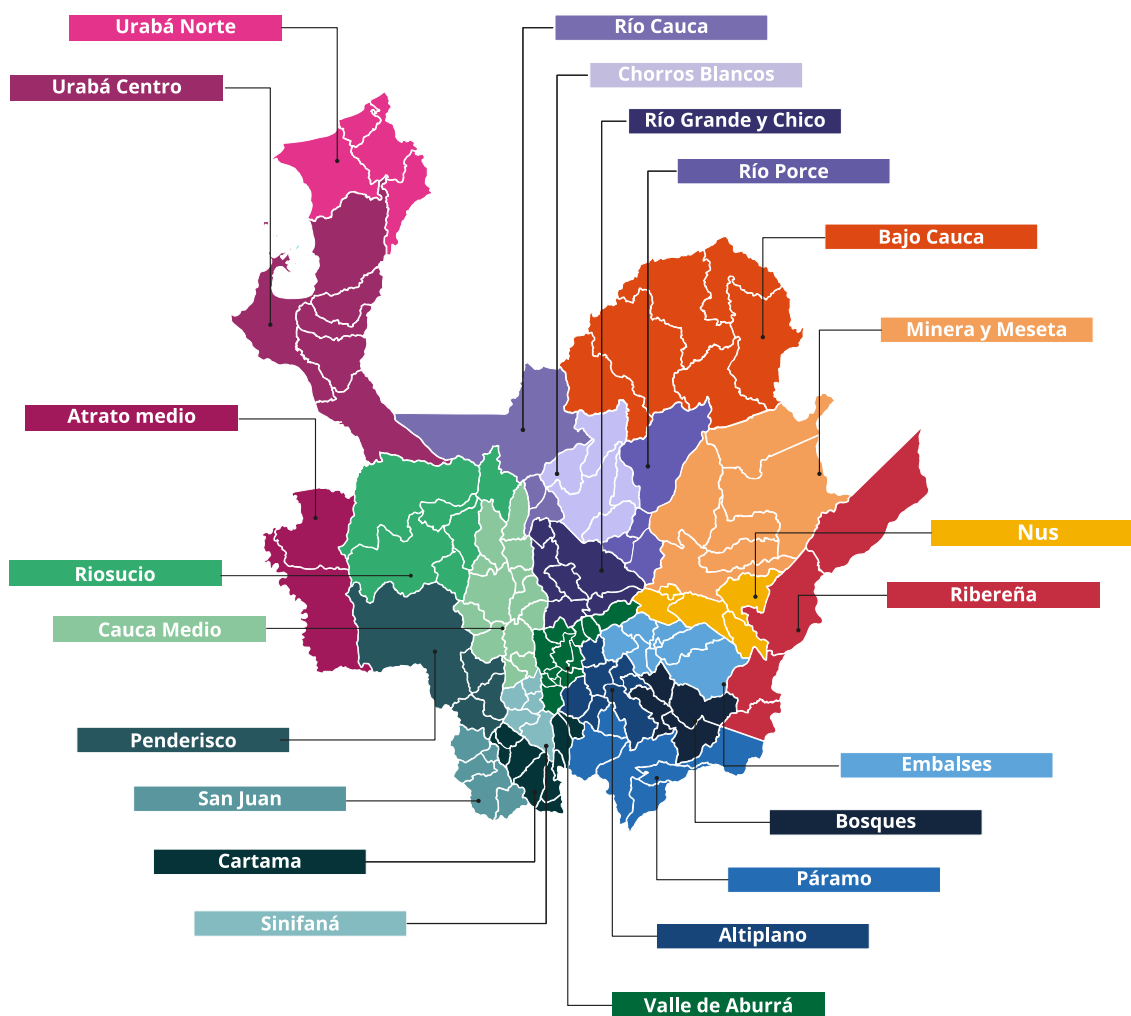 Urabá Norte
Río Cauca
Urabá Centro
Chorros Blancos
Río Grande y Chico
Río Porce
Bajo Cauca
Minera y Meseta
Atrato medio
Nus
Riosucio
Ribereña
Cauca Medio
Penderisco
Embalses
San Juan
Bosques
Cartama
Páramo
Sinifaná
Altiplano
Valle de Aburrá